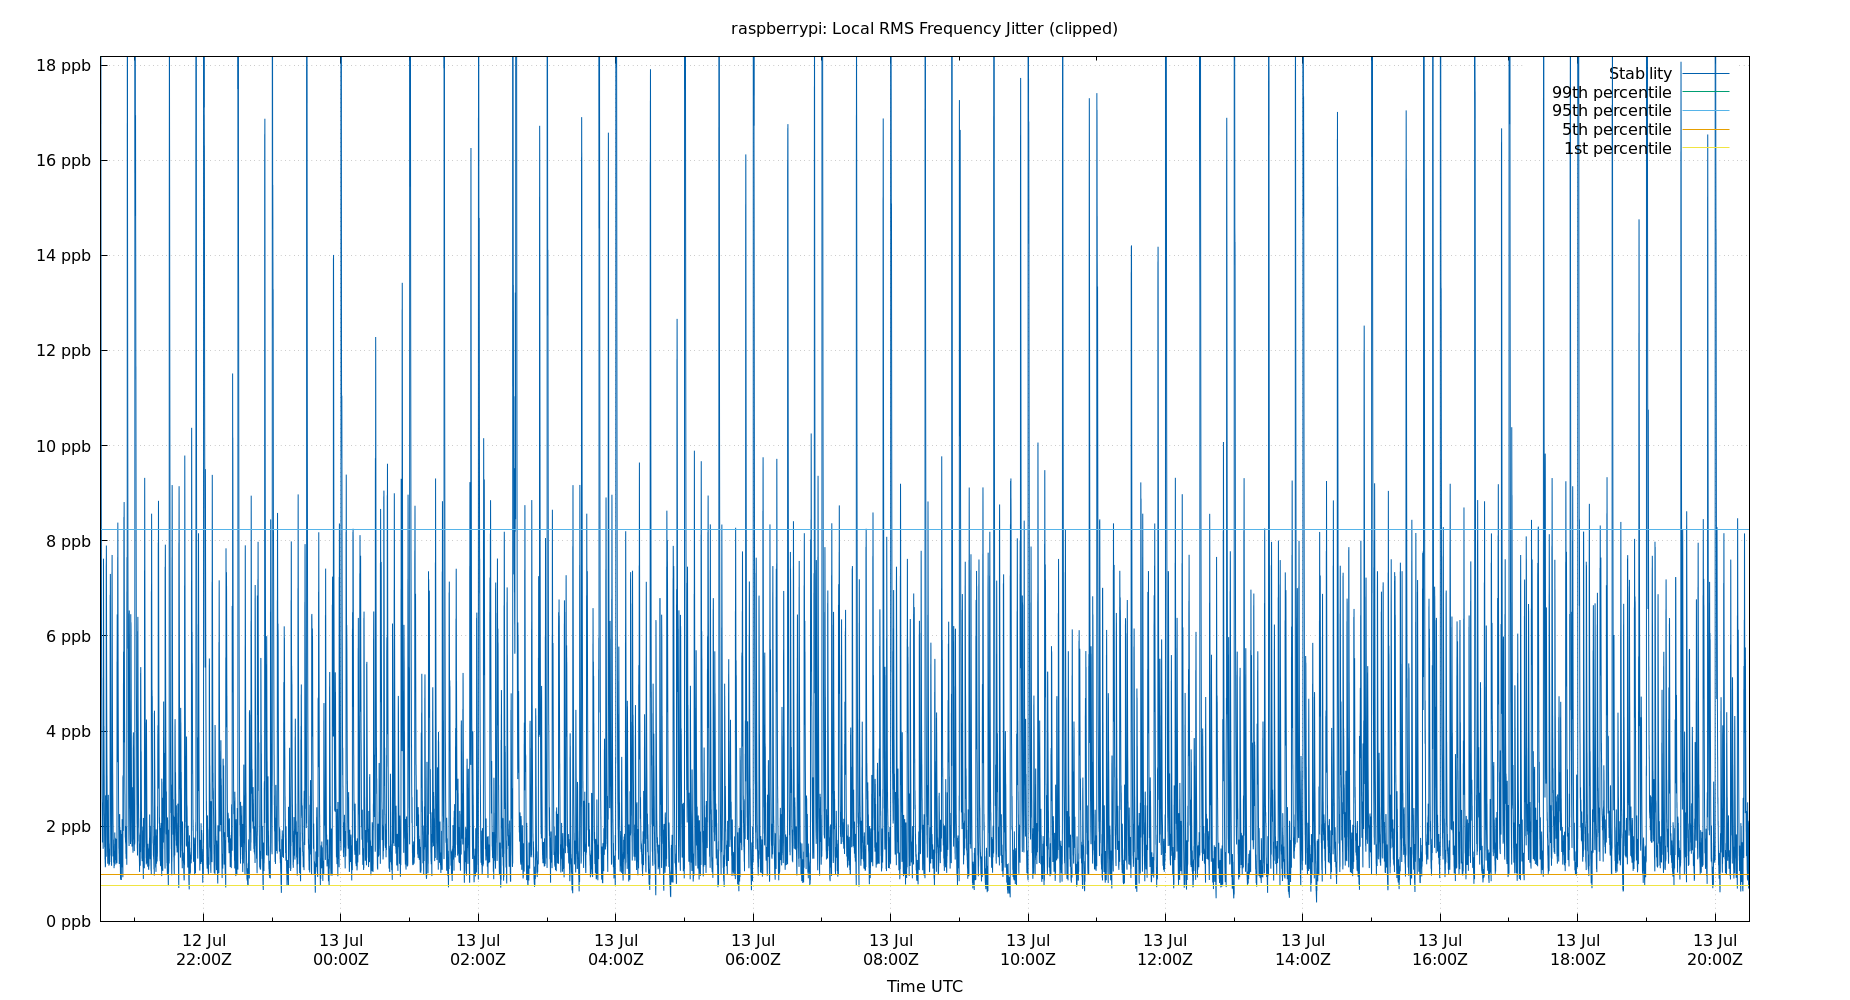 raspberrypi: Local RMS Frequency Jitter (clipped)
18 ppb
16 ppb
14 ppb
12 ppb
10 ppb
8 ppb
6 ppb
4 ppb
2 ppb
0 ppb
Stability
99th percentile
95th percentile
5th percentile
1st percentile
12 Jul
22:00Z
13 Jul
00:00Z
13 Jul
02:00Z
13 Jul
04:00Z
13 Jul
06:00Z
13 Jul
08:00Z
13 Jul
10:00Z
13 Jul
12:00Z
13 Jul
14:00Z
13 Jul
16:00Z
13 Jul
18:00Z
13 Jul
20:00Z
Time UTC